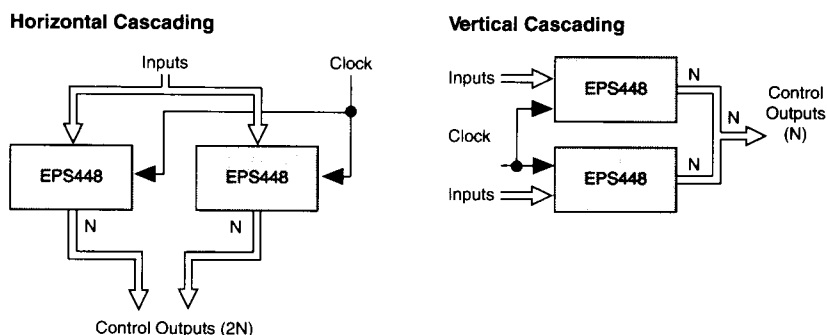 Horizontal Cascading
Inputs
Clock
EPS448
EPS448
N
N
Control Outputs (2N)
Vertical Cascading
Inputs
EPS448
N
Clock
N
Control
Outputs
(N)
EPS448
N
Inputs